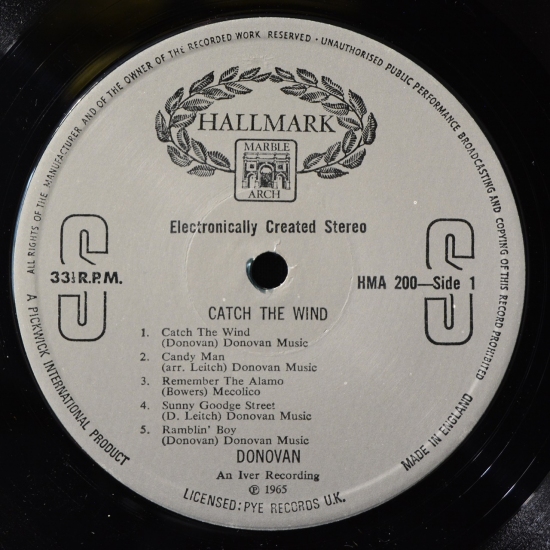 ALL RIGHTS OF THE MANUFACTURER AND OF THE OWNER OF THE RECORDED WORK RESERVED · UNAUTHORISED PUBLIC PERFORMANCE BROADCASTING AND COPYING OF THIS RECORD PROHIBITED
HALLMARK
MARBLE
ARCH
Electronically Created Stereo
33⅓ R.P.M.
HMA 200—Side 1
CATCH THE WIND
1. Catch The Wind
(Donovan) Donovan Music
2. Candy Man
(arr. Leitch) Donovan Music
3. Remember The Alamo
(Bowers) Mecolico
4. Sunny Goodge Street
(D. Leitch) Donovan Music
5. Ramblin' Boy
(Donovan) Donovan Music
DONOVAN
An Iver Recording
℗ 1965
A PICKWICK INTERNATIONAL PRODUCT
LICENSED; PYE RECORDS U.K.
MADE IN ENGLAND